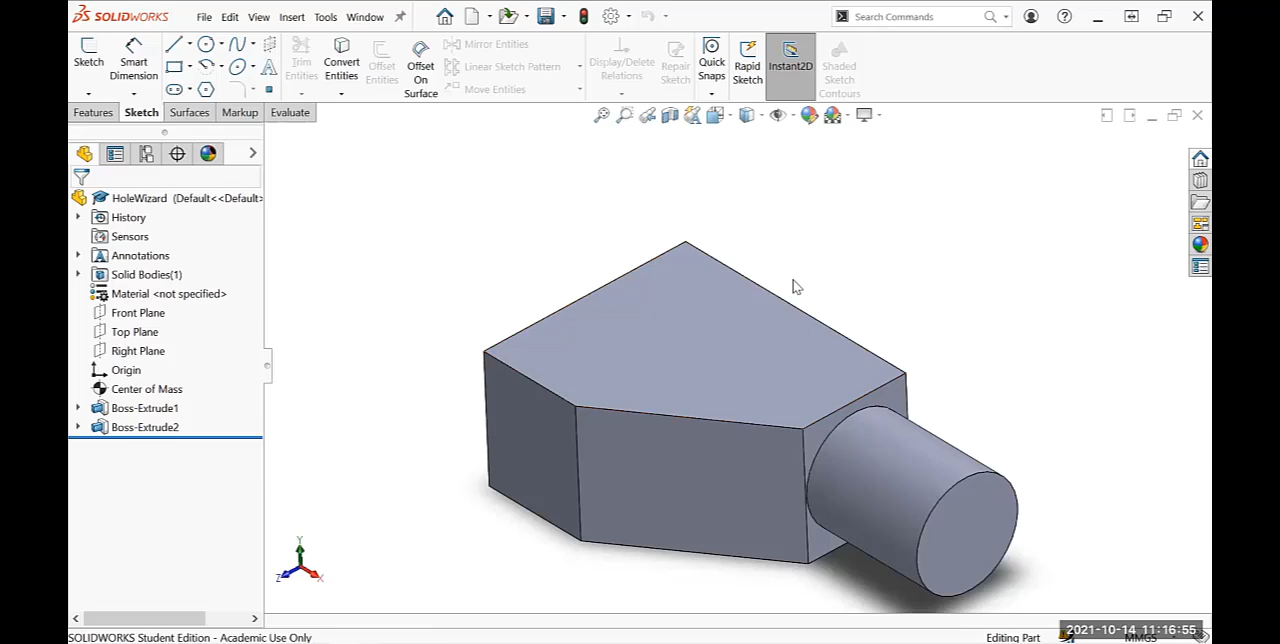 SOLIDWORKS File Edit View Insert Tools Window Search Commands
Sketch Smart Dimension Trim Entities Convert Entities Offset Entities Offset On Surface Mirror Entities Linear Sketch Pattern Move Entities Display/Delete Relations Repair Sketch Quick Snaps Rapid Sketch Instant2D Shaded Sketch Contours
Features Sketch Surfaces Markup Evaluate
HoleWizard (Default<<Default>
History
Sensors
Annotations
Solid Bodies(1)
Material <not specified>
Front Plane
Top Plane
Right Plane
Origin
Center of Mass
Boss-Extrude1
Boss-Extrude2
Y
Z X
2021-10-14 11:16:55
SOLIDWORKS Student Edition - Academic Use Only Editing Part MMGS